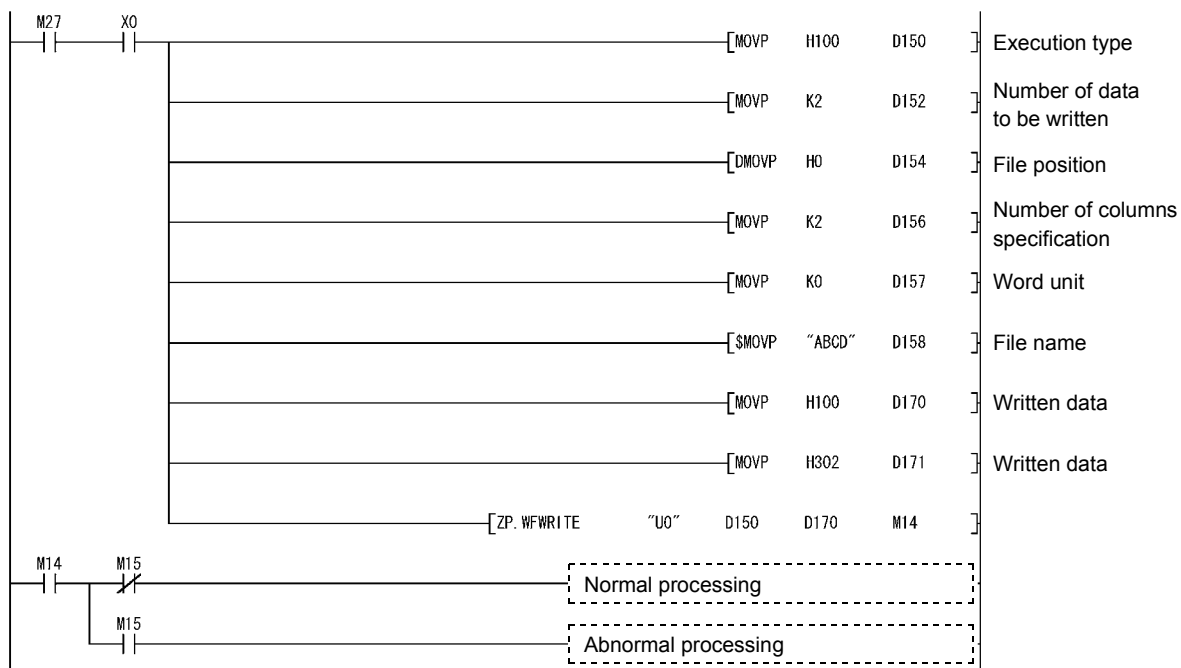 M27 X0
MOVP H100 D150 Execution type
MOVP K2 D152 Number of data
to be written
DMOVP H0 D154 File position
MOVP K2 D156 Number of columns
specification
MOVP K0 D157 Word unit
$MOVP "ABCD" D158 File name
MOVP H100 D170 Written data
MOVP H302 D171 Written data
ZP.WFWRITE "U0" D150 D170 M14
M14 M15
Normal processing
M15
Abnormal processing